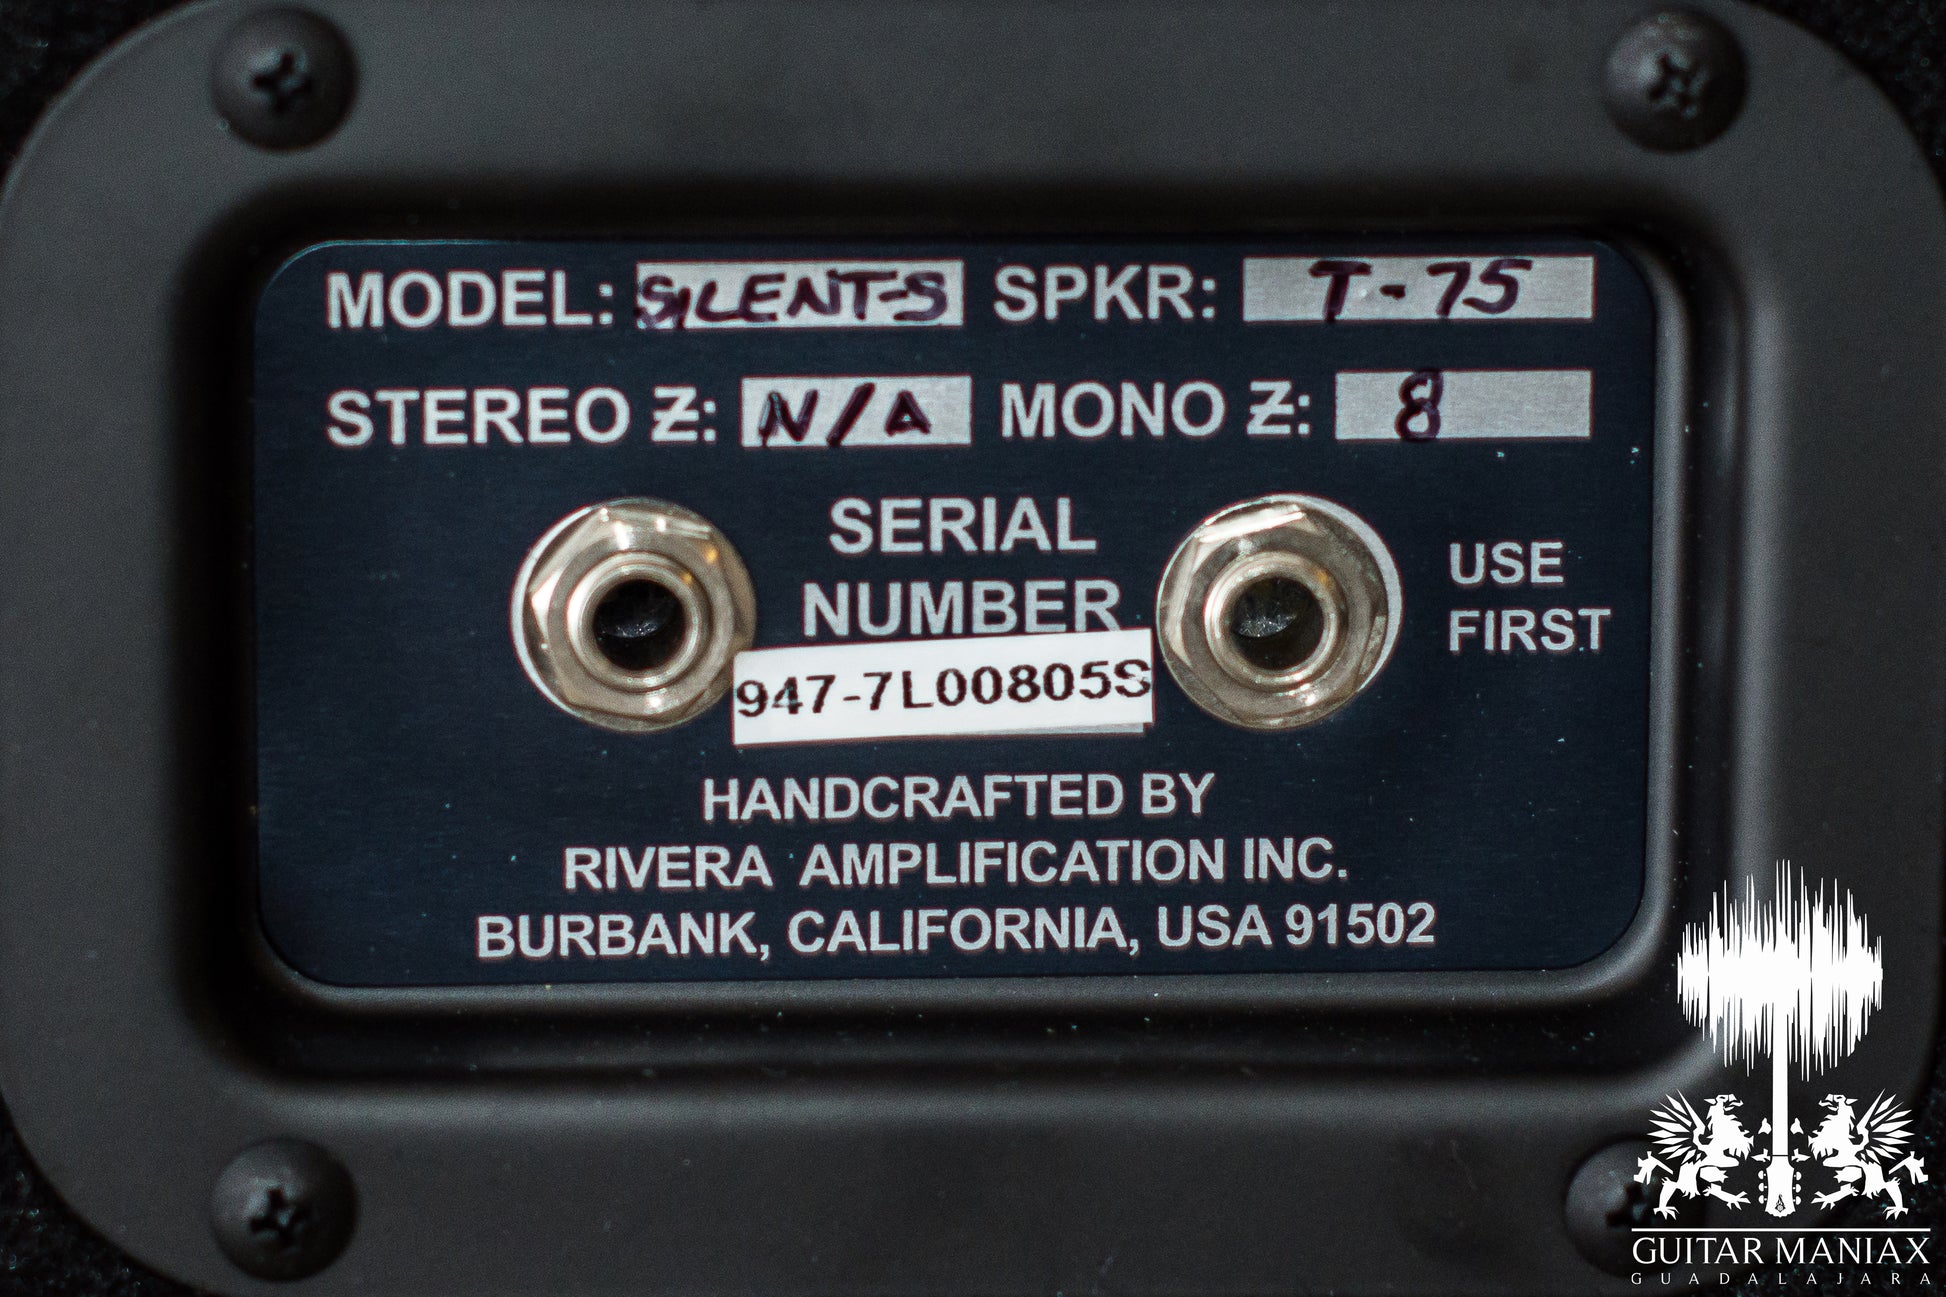 MODEL: SILENT-S SPKR: T-75
STEREO Z: N/A MONO Z: 8
SERIAL
NUMBER
947-7L00805S
USE
FIRST
HANDCRAFTED BY
RIVERA AMPLIFICATION INC.
BURBANK, CALIFORNIA, USA 91502
GUITAR MANIAX
GUADALAJARA